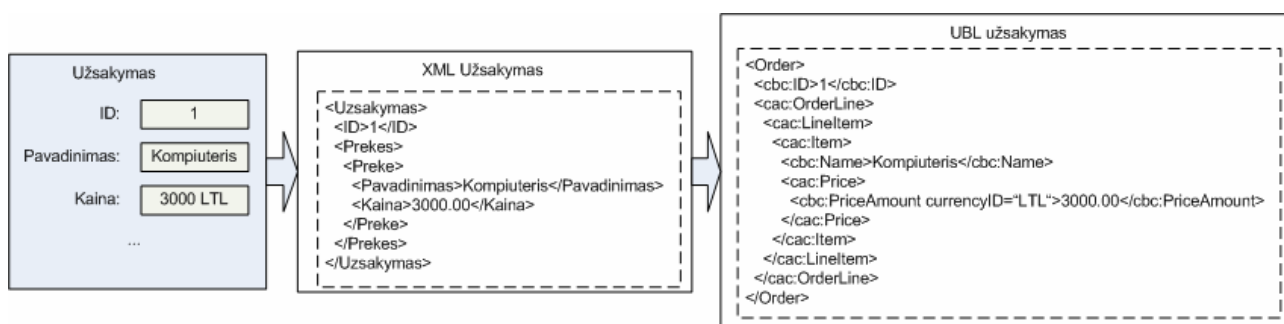 Užsakymas
ID: 1
Pavadinimas: Kompiuteris
Kaina: 3000 LTL
...
XML Užsakymas
<Uzsakymas>
<ID>1</ID>
<Prekes>
<Preke>
<Pavadinimas>Kompiuteris</Pavadinimas>
<Kaina>3000.00</Kaina>
</Preke>
</Prekes>
</Uzsakymas>
UBL užsakymas
<Order>
<cbc:ID>1</cbc:ID>
<cac:OrderLine>
<cac:LineItem>
<cac:Item>
<cbc:Name>Kompiuteris</cbc:Name>
<cac:Price>
<cbc:PriceAmount currencyID=“LTL“>3000.00</cbc:PriceAmount>
</cac:Price>
</cac:Item>
</cac:LineItem>
</cac:OrderLine>
</Order>